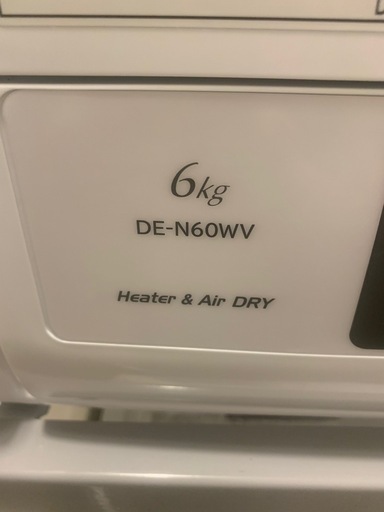 6kg
DE-N60WV
Heater & Air DRY